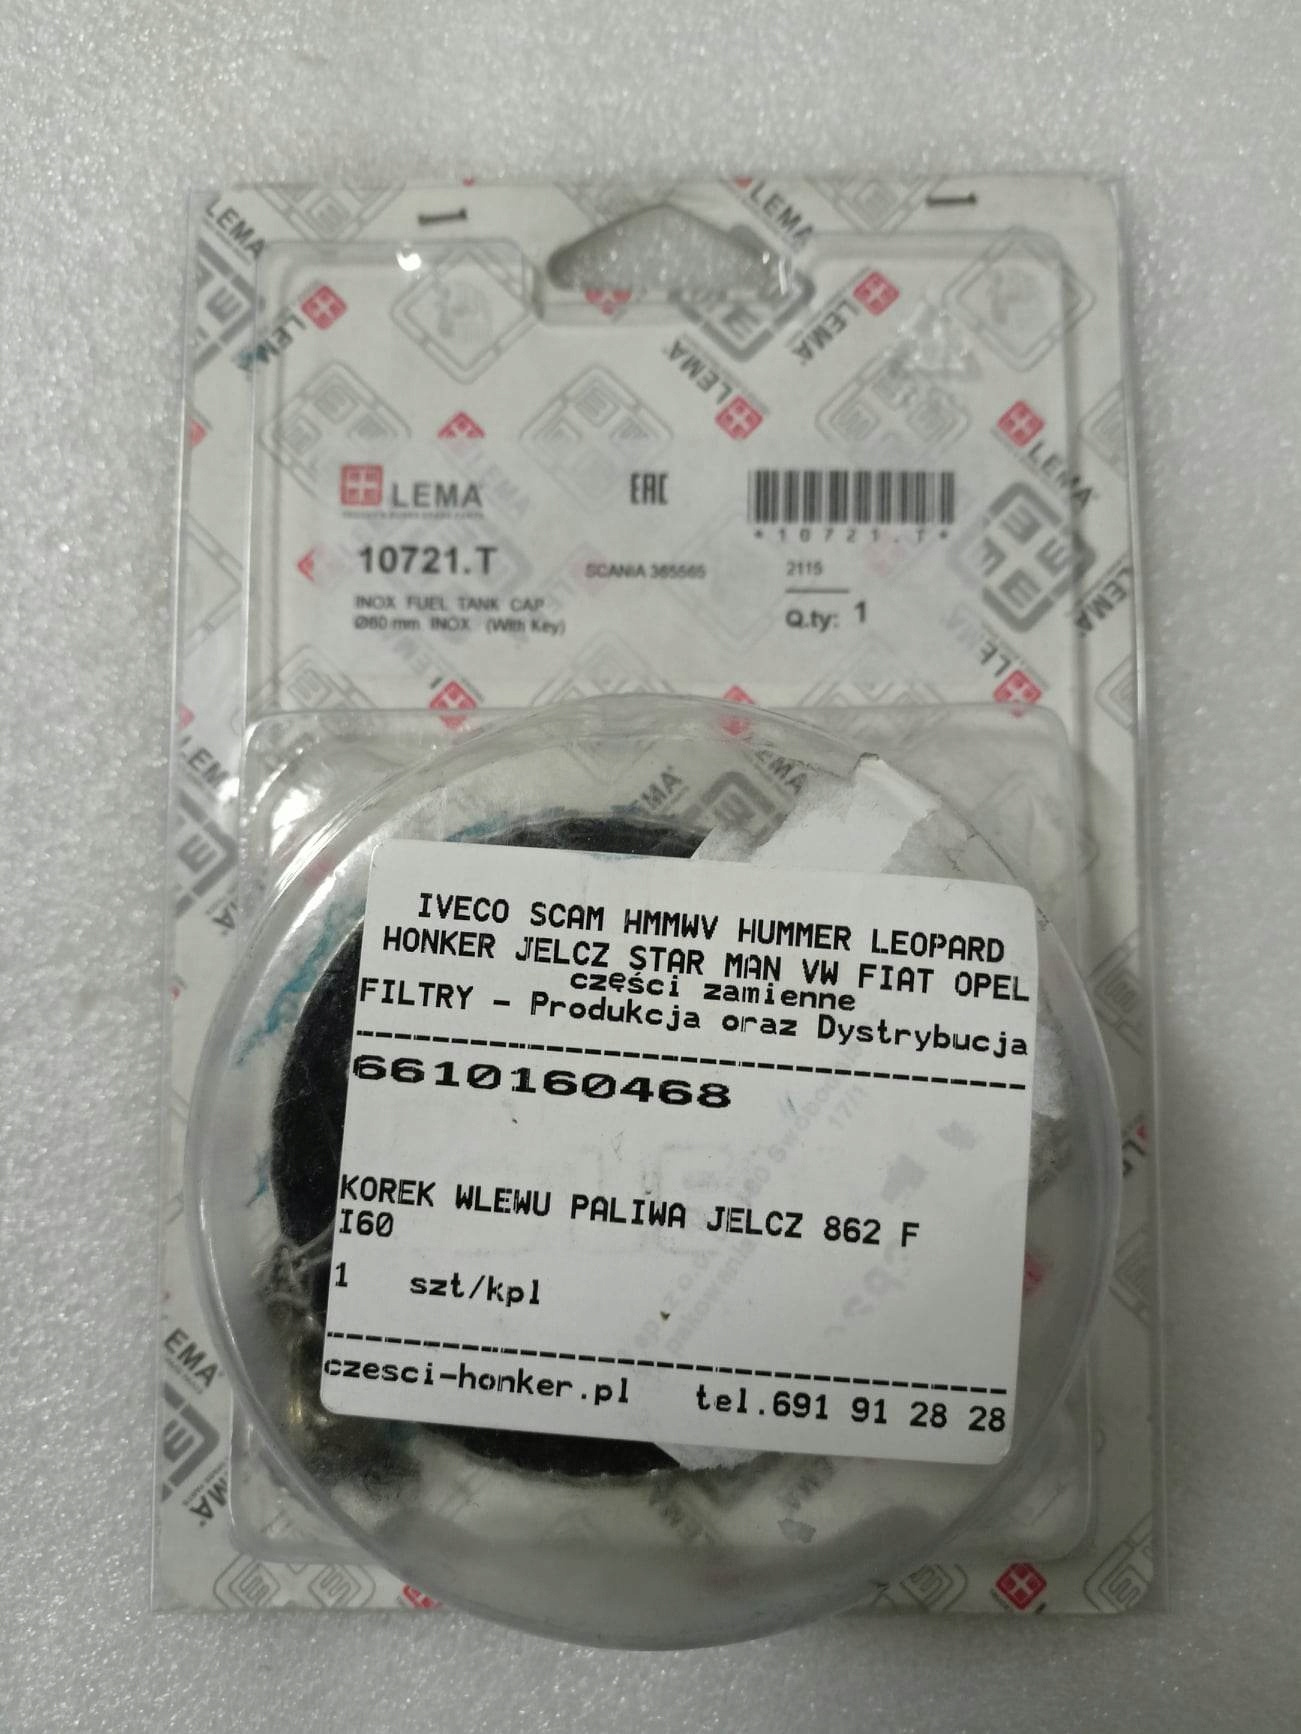 LEMA
EAC
*10721.T*
10721.T
SCANIA 365565
2115
INOX FUEL TANK CAP
Ø60 mm INOX (With Key)
Q.ty: 1
IVECO SCAM HMMWV HUMMER LEOPARD
HONKER JELCZ STAR MAN VW FIAT OPEL
części zamienne
FILTRY - Produkcja oraz Dystrybucja
6610160468
KOREK WLEWU PALIWA JELCZ 862 F
I60
1 szt/kpl
czesci-honker.pl tel.691 91 28 28